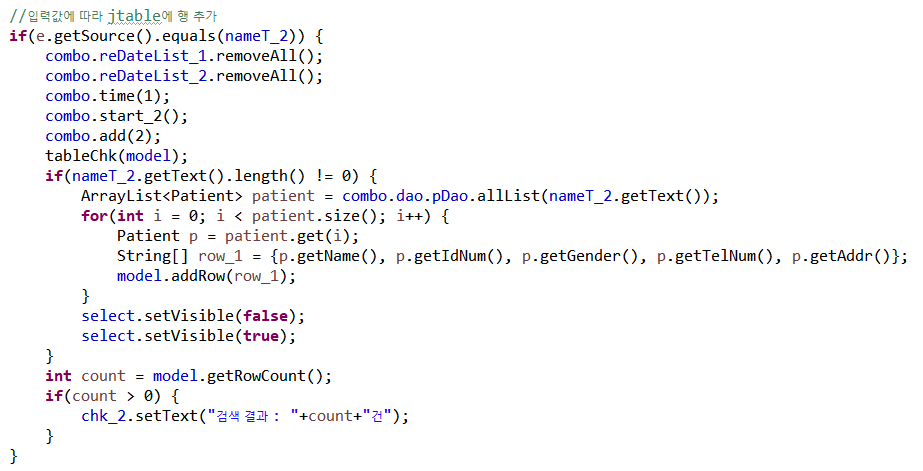 //입력값에 따라 jtable에 행 추가
if(e.getSource().equals(nameT_2)) {
    combo.reDateList_1.removeAll();
    combo.reDateList_2.removeAll();
    combo.time(1);
    combo.start_2();
    combo.add(2);
    tableChk(model);
    if(nameT_2.getText().length() != 0) {
        ArrayList<Patient> patient = combo.dao.pDao.allList(nameT_2.getText());
        for(int i = 0; i < patient.size(); i++) {
            Patient p = patient.get(i);
            String[] row_1 = {p.getName(), p.getIdNum(), p.getGender(), p.getTelNum(), p.getAddr()};
            model.addRow(row_1);
        }
        select.setVisible(false);
        select.setVisible(true);
    }
    int count = model.getRowCount();
    if(count > 0) {
        chk_2.setText("검색 결과 : "+count+"건");
    }
}